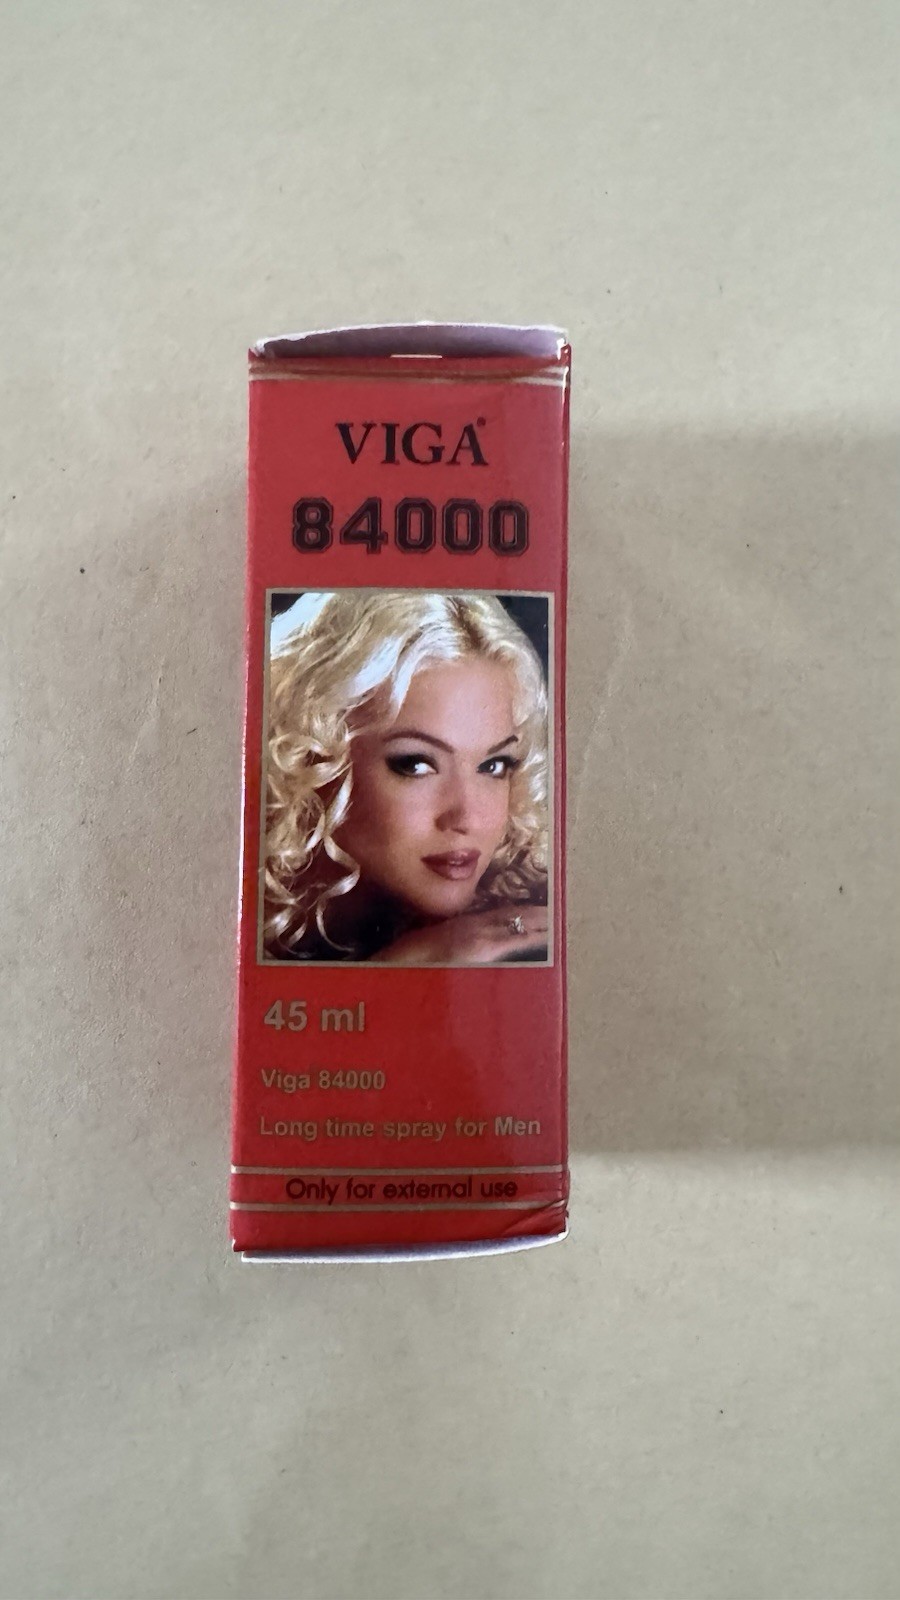 VIGA®
84000
45 ml
Viga 84000
Long time spray for Men
Only for external use